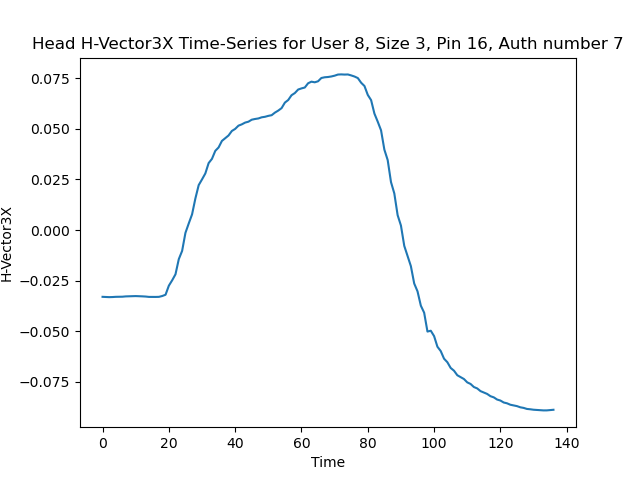 Head H-Vector3X Time-Series for User 8, Size 3, Pin 16, Auth number 7
H-Vector3X
0.075
0.050
0.025
0.000
−0.025
−0.050
−0.075
0 20 40 60 80 100 120 140
Time